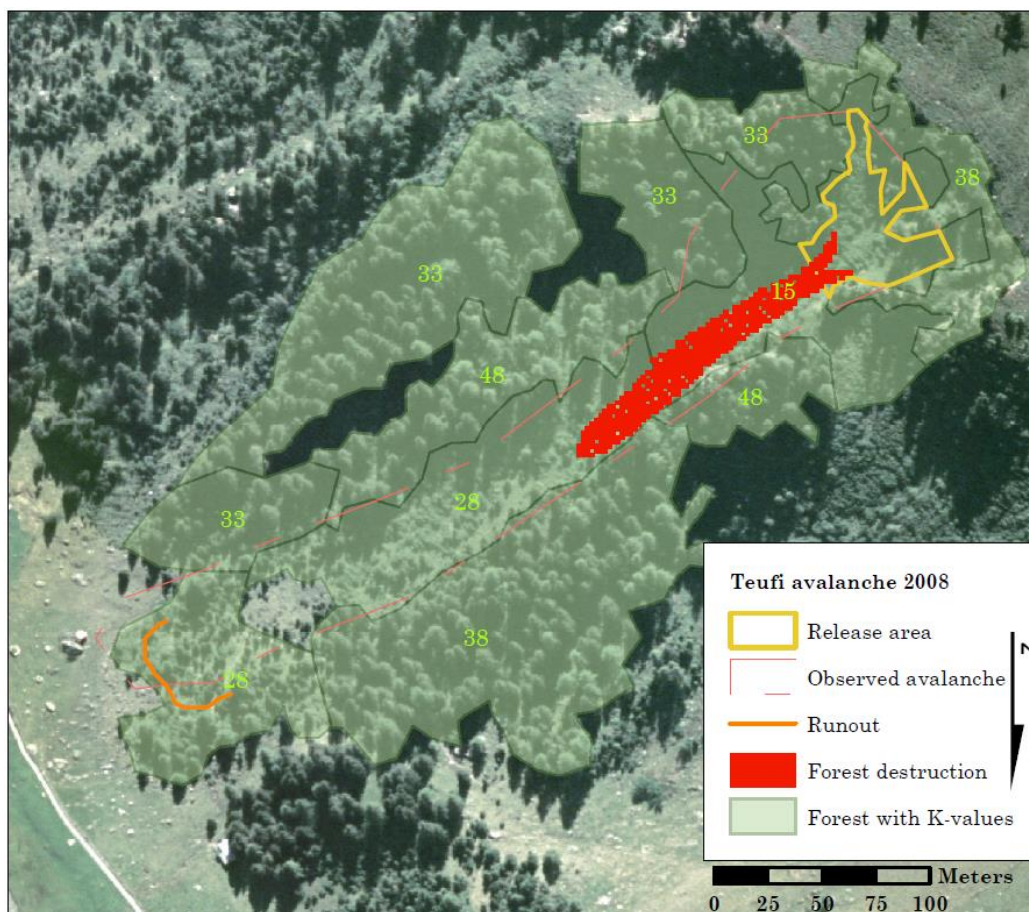 33
38
33
33
15
48
48
28
33
38
28
Teufi avalanche 2008
Release area
Observed avalanche
Runout
Forest destruction
Forest with K-values
N
Meters
0 25 50 75 100